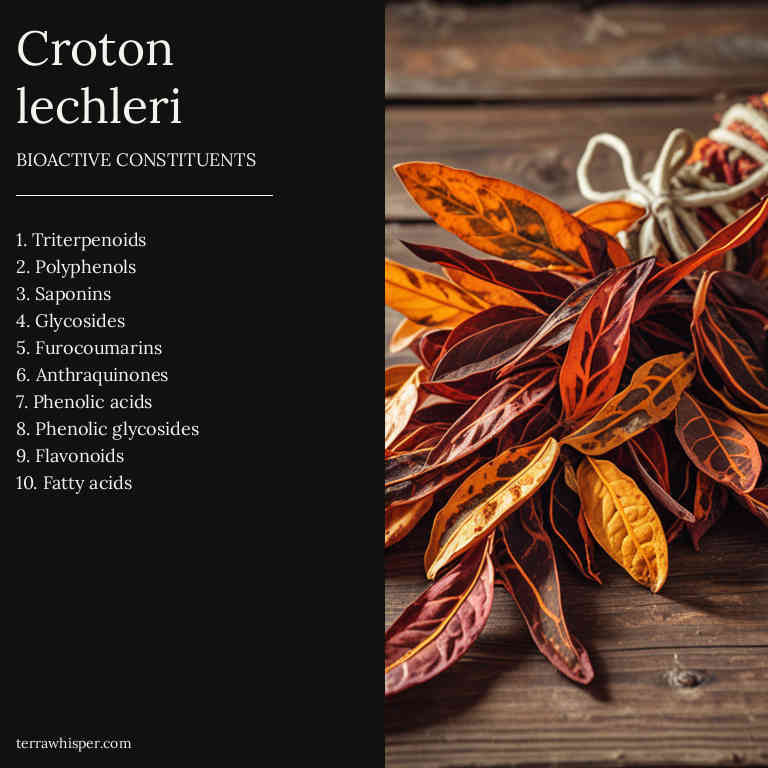 Croton
lechleri
BIOACTIVE CONSTITUENTS
1. Triterpenoids
2. Polyphenols
3. Saponins
4. Glycosides
5. Furocoumarins
6. Anthraquinones
7. Phenolic acids
8. Phenolic glycosides
9. Flavonoids
10. Fatty acids
terrawhisper.com